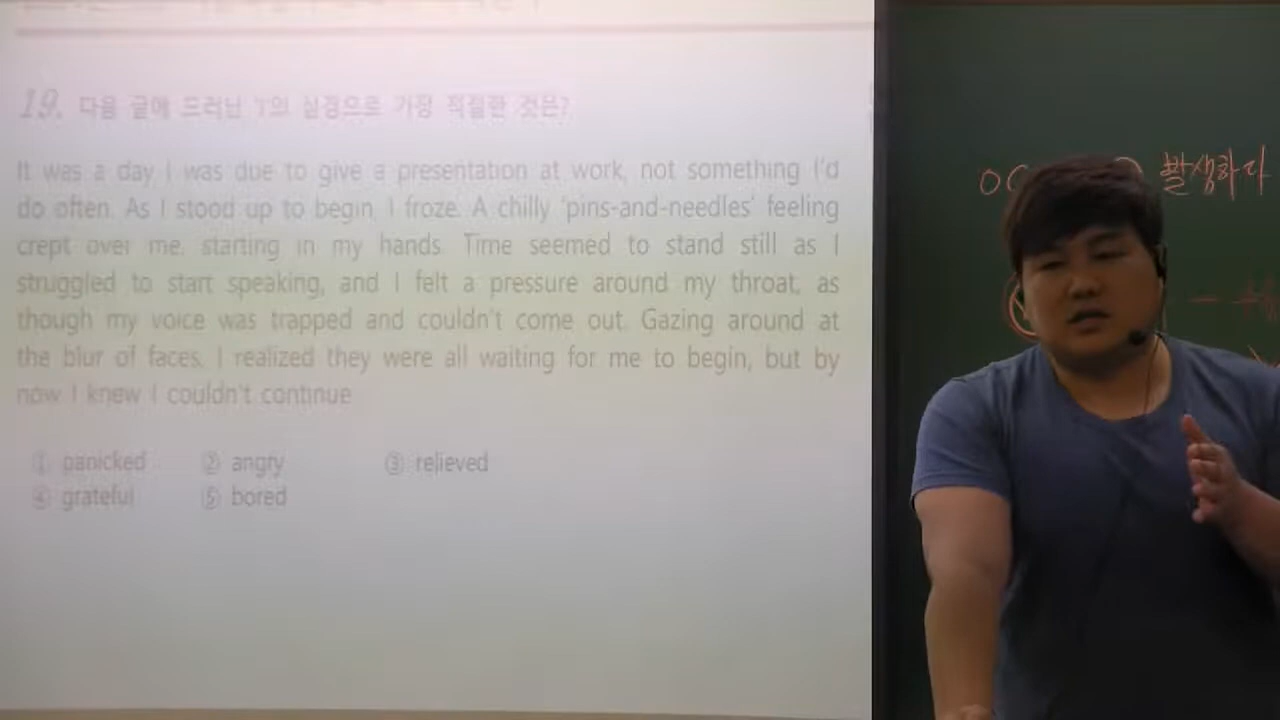 19. 다음 글에 드러난 'I'의 심경으로 가장 적절한 것은?
It was a day I was due to give a presentation at work, not something I'd
do often. As I stood up to begin, I froze. A chilly 'pins-and-needles' feeling
crept over me, starting in my hands. Time seemed to stand still as I
struggled to start speaking, and I felt a pressure around my throat, as
though my voice was trapped and couldn't come out. Gazing around at
the blur of faces, I realized they were all waiting for me to begin, but by
now I knew I couldn't continue.
① panicked ② angry ③ relieved
④ grateful ⑤ bored
발생하다